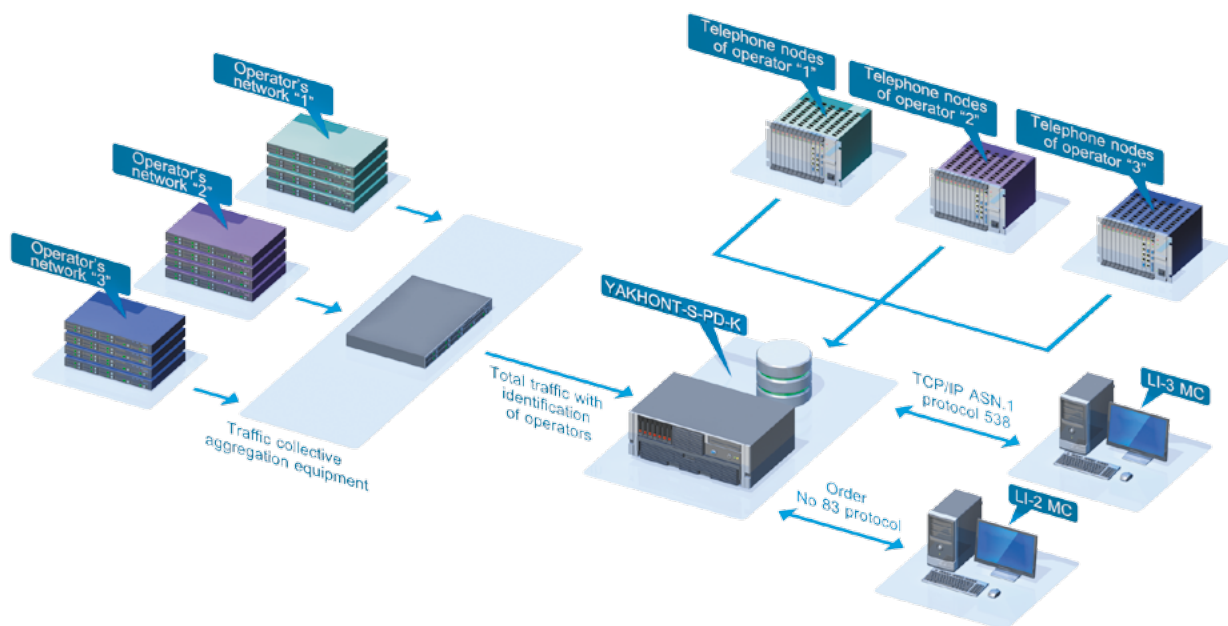 Operator's
network "1"
Operator's
network "2"
Operator's
network "3"
Telephone nodes
of operator "1"
Telephone nodes
of operator "2"
Telephone nodes
of operator "3"
Traffic collective
aggregation equipment
Total traffic with
identification
of operators
YAKHONT-S-PD-K
TCP/IP ASN.1
protocol 538
LI-3 MC
Order
No 83 protocol
LI-2 MC